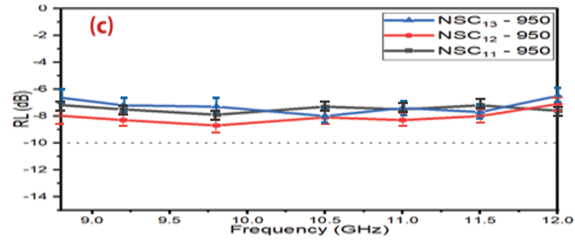 (c)
NSC₁₃ - 950
NSC₁₂ - 950
NSC₁₁ - 950
RL (dB)
0
-2
-4
-6
-8
-10
-12
-14
9.0 9.5 10.0 10.5 11.0 11.5 12.0
Frequency (GHz)